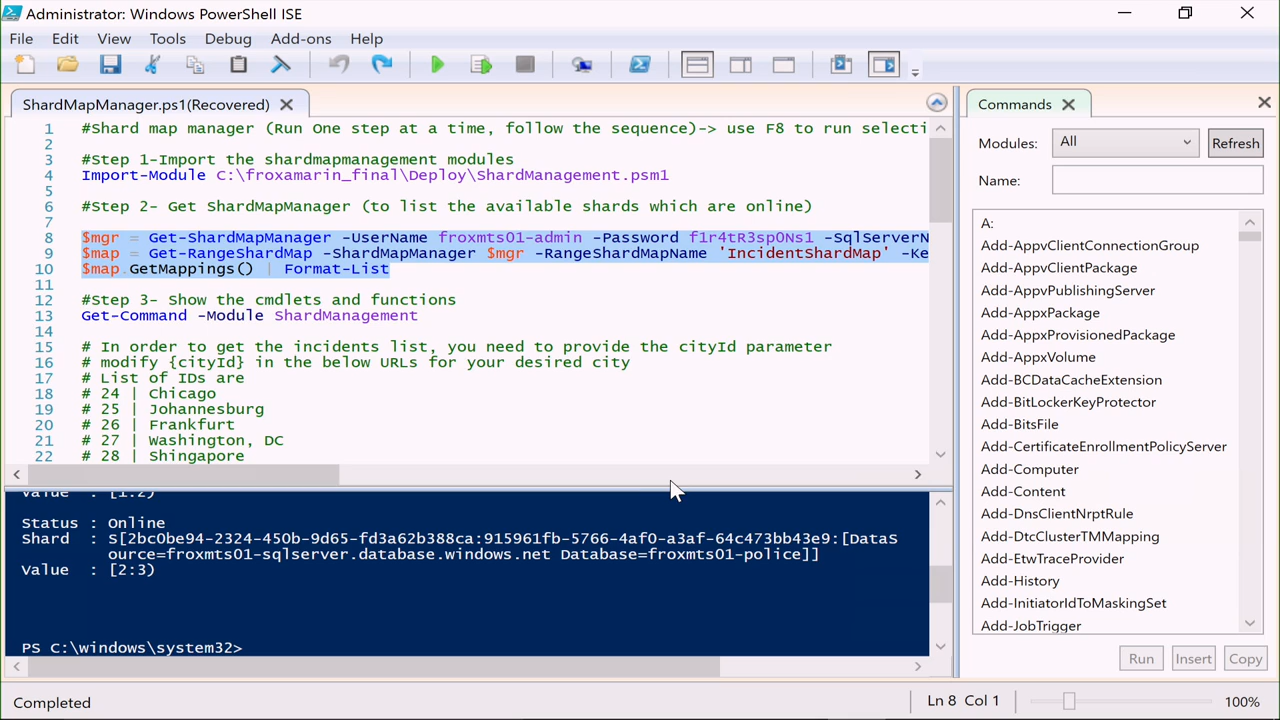 Administrator: Windows PowerShell ISE
File Edit View Tools Debug Add-ons Help
ShardMapManager.ps1(Recovered)
1 #Shard map manager (Run One step at a time, follow the sequence)-> use F8 to run selecti
2
3 #Step 1-Import the shardmapmanagement modules
4 Import-Module C:\froxamarin_final\Deploy\ShardManagement.psm1
5
6 #Step 2- Get ShardMapManager (to list the available shards which are online)
7
8 $mgr = Get-ShardMapManager -UserName froxmts01-admin -Password f1r4tR3sp0Ns1 -SqlServerN
9 $map = Get-RangeShardMap -ShardMapManager $mgr -RangeShardMapName 'IncidentShardMap' -Ke
10 $map.GetMappings() | Format-List
11
12 #Step 3- Show the cmdlets and functions
13 Get-Command -Module ShardManagement
14
15 # In order to get the incidents list, you need to provide the cityId parameter
16 # modify {cityId} in the below URLs for your desired city
17 # List of IDs are
18 # 24 | Chicago
19 # 25 | Johannesburg
20 # 26 | Frankfurt
21 # 27 | Washington, DC
22 # 28 | Shingapore
Value : [1:2)
Status : Online
Shard : S[2bc0be94-2324-450b-9d65-fd3a62b388ca:915961fb-5766-4af0-a3af-64c473bb43e9:[DataS
ource=froxmts01-sqlserver.database.windows.net Database=froxmts01-police]]
Value : [2:3)
PS C:\windows\system32>
Commands
Modules: All Refresh
Name:
A:
Add-AppvClientConnectionGroup
Add-AppvClientPackage
Add-AppvPublishingServer
Add-AppxPackage
Add-AppxProvisionedPackage
Add-AppxVolume
Add-BCDataCacheExtension
Add-BitLockerKeyProtector
Add-BitsFile
Add-CertificateEnrollmentPolicyServer
Add-Computer
Add-Content
Add-DnsClientNrptRule
Add-DtcClusterTMMapping
Add-EtwTraceProvider
Add-History
Add-InitiatorIdToMaskingSet
Add-JobTrigger
Run Insert Copy
Completed
Ln 8 Col 1
100%